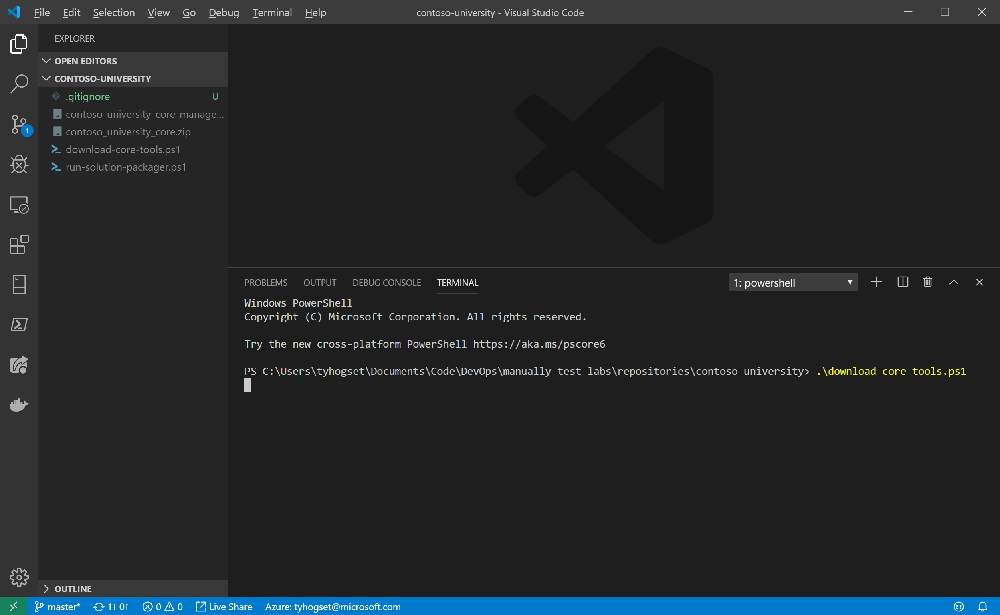 File Edit Selection View Go Debug Terminal Help contoso-university - Visual Studio Code
EXPLORER
OPEN EDITORS
CONTOSO-UNIVERSITY
.gitignore U
contoso_university_core_manage...
contoso_university_core.zip
download-core-tools.ps1
run-solution-packager.ps1
1
OUTLINE
PROBLEMS OUTPUT DEBUG CONSOLE TERMINAL 1: powershell
Windows PowerShell
Copyright (C) Microsoft Corporation. All rights reserved.
Try the new cross-platform PowerShell https://aka.ms/pscore6
PS C:\Users\tyhogset\Documents\Code\DevOps\manually-test-labs\repositories\contoso-university> .\download-core-tools.ps1
master* 1↓ 0↑ 0 0 Live Share Azure: tyhogset@microsoft.com